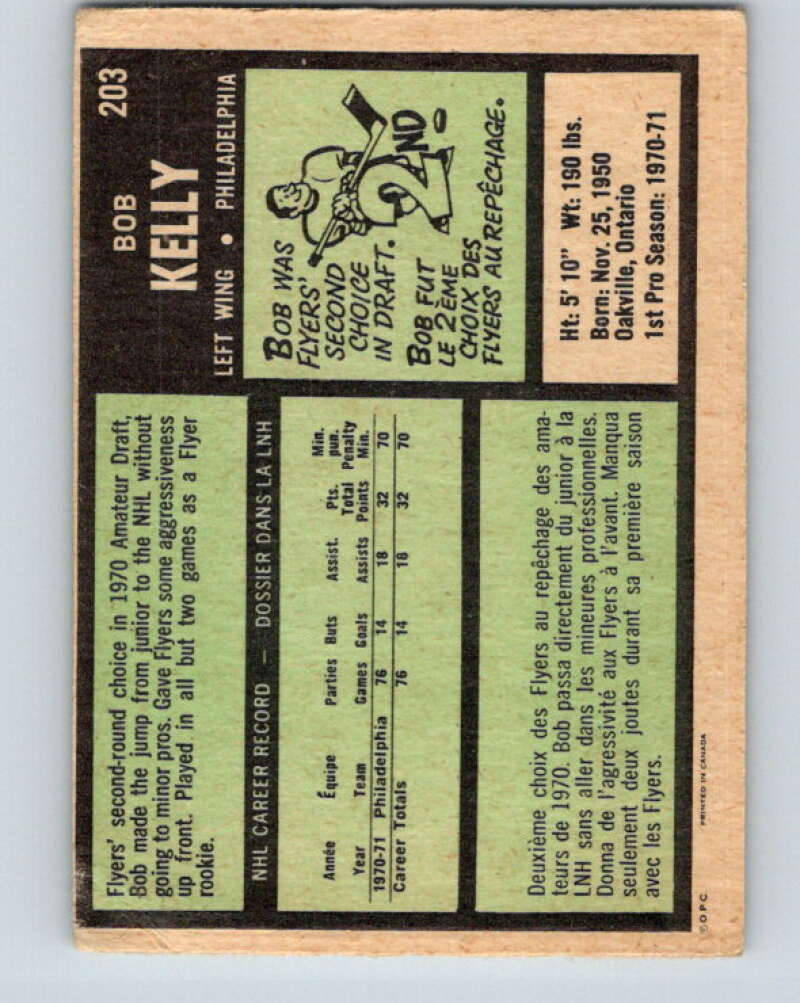 203
BOB
KELLY
LEFT WING • PHILADELPHIA
BOB WAS
FLYERS'
SECOND
CHOICE
IN DRAFT.
2ND
BOB FUT
LE 2ÈME
CHOIX DES
FLYERS AU REPÊCHAGE.
Ht: 5' 10" Wt: 190 lbs.
Born: Nov. 25, 1950
Oakville, Ontario
1st Pro Season: 1970-71
Flyers' second-round choice in 1970 Amateur Draft,
Bob made the jump from junior to the NHL without
going to minor pros. Gave Flyers some aggressiveness
up front. Played in all but two games as a Flyer
rookie.
NHL CAREER RECORD — DOSSIER DANS LA LNH
Année Équipe Parties Buts Assist. Pts. Total Min. pun. Penalty
Year Team Games Goals Assists Points Min.
1970-71 Philadelphia 76 14 18 32 70
Career Totals 76 14 18 32 70
Deuxième choix des Flyers au repêchage des ama-
teurs de 1970. Bob passa directement du junior à la
LNH sans aller dans les mineures professionnelles.
Donna de l'agressivité aux Flyers à l'avant. Manqua
seulement deux joutes durant sa première saison
avec les Flyers.
© O P C PRINTED IN CANADA